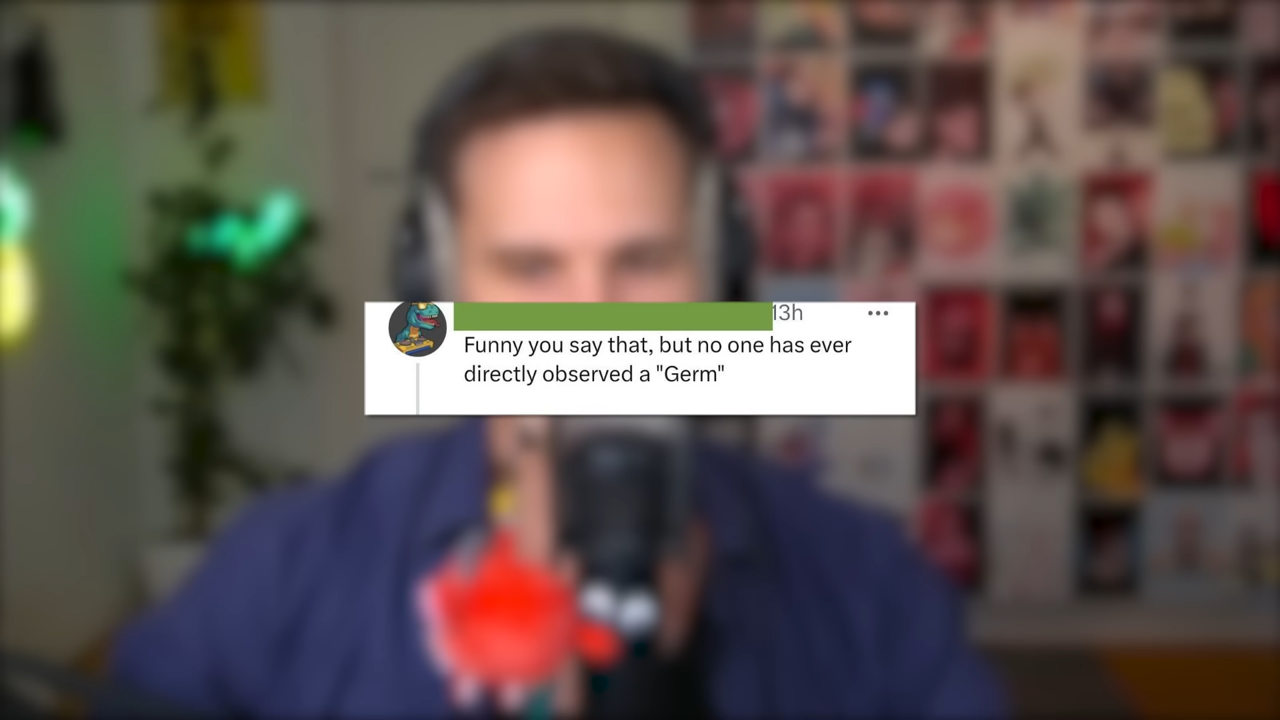 13h
Funny you say that, but no one has ever
directly observed a "Germ"